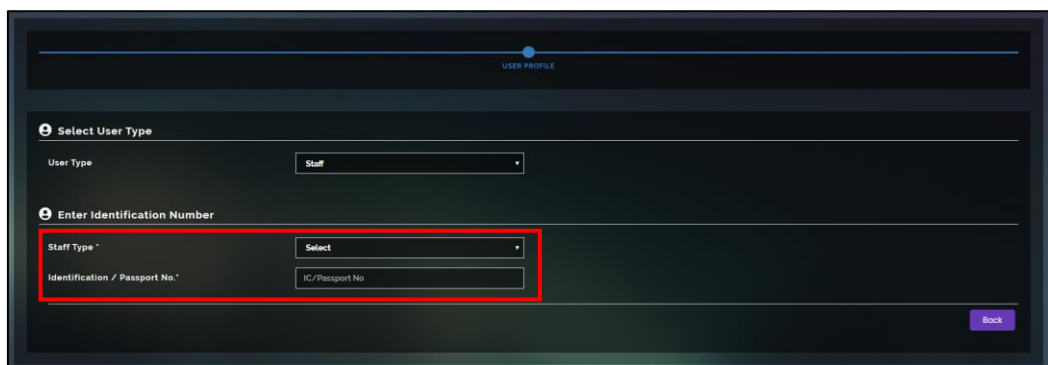 USER PROFILE
Select User Type
User Type Staff
Enter Identification Number
Staff Type * Select
Identification / Passport No.* IC/Passport No
Back